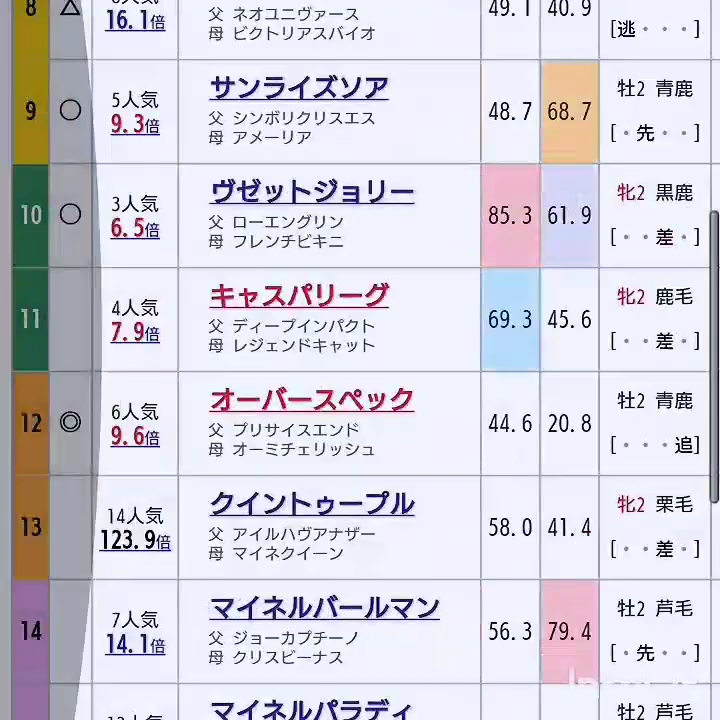 8 △ 16.1倍 父 ネオユニヴァース 49.1 40.9
母 ビクトリアスバイオ [逃・・・]
9 ○ 5人気 サンライズソア 48.7 68.7 牡2 青鹿
9.3倍 父 シンボリクリスエス [・先・・]
母 アメーリア
10 ○ 3人気 ヴゼットジョリー 85.3 61.9 牝2 黒鹿
6.5倍 父 ローエングリン [・・差・]
母 フレンチビキニ
11 4人気 キャスパリーグ 69.3 45.6 牝2 鹿毛
7.9倍 父 ディープインパクト [・・差・]
母 レジェンドキャット
12 ◎ 6人気 オーバースペック 44.6 20.8 牡2 青鹿
9.6倍 父 プリサイスエンド [・・・追]
母 オーミチェリッシュ
13 14人気 クイントゥープル 58.0 41.4 牝2 栗毛
123.9倍 父 アイルハヴアナザー [・・差・]
母 マイネクイーン
14 7人気 マイネルバールマン 56.3 79.4 牡2 芦毛
14.1倍 父 ジョーカプチーノ [・先・・]
母 クリスビーナス
マイネルパラディ 牡2 芦毛